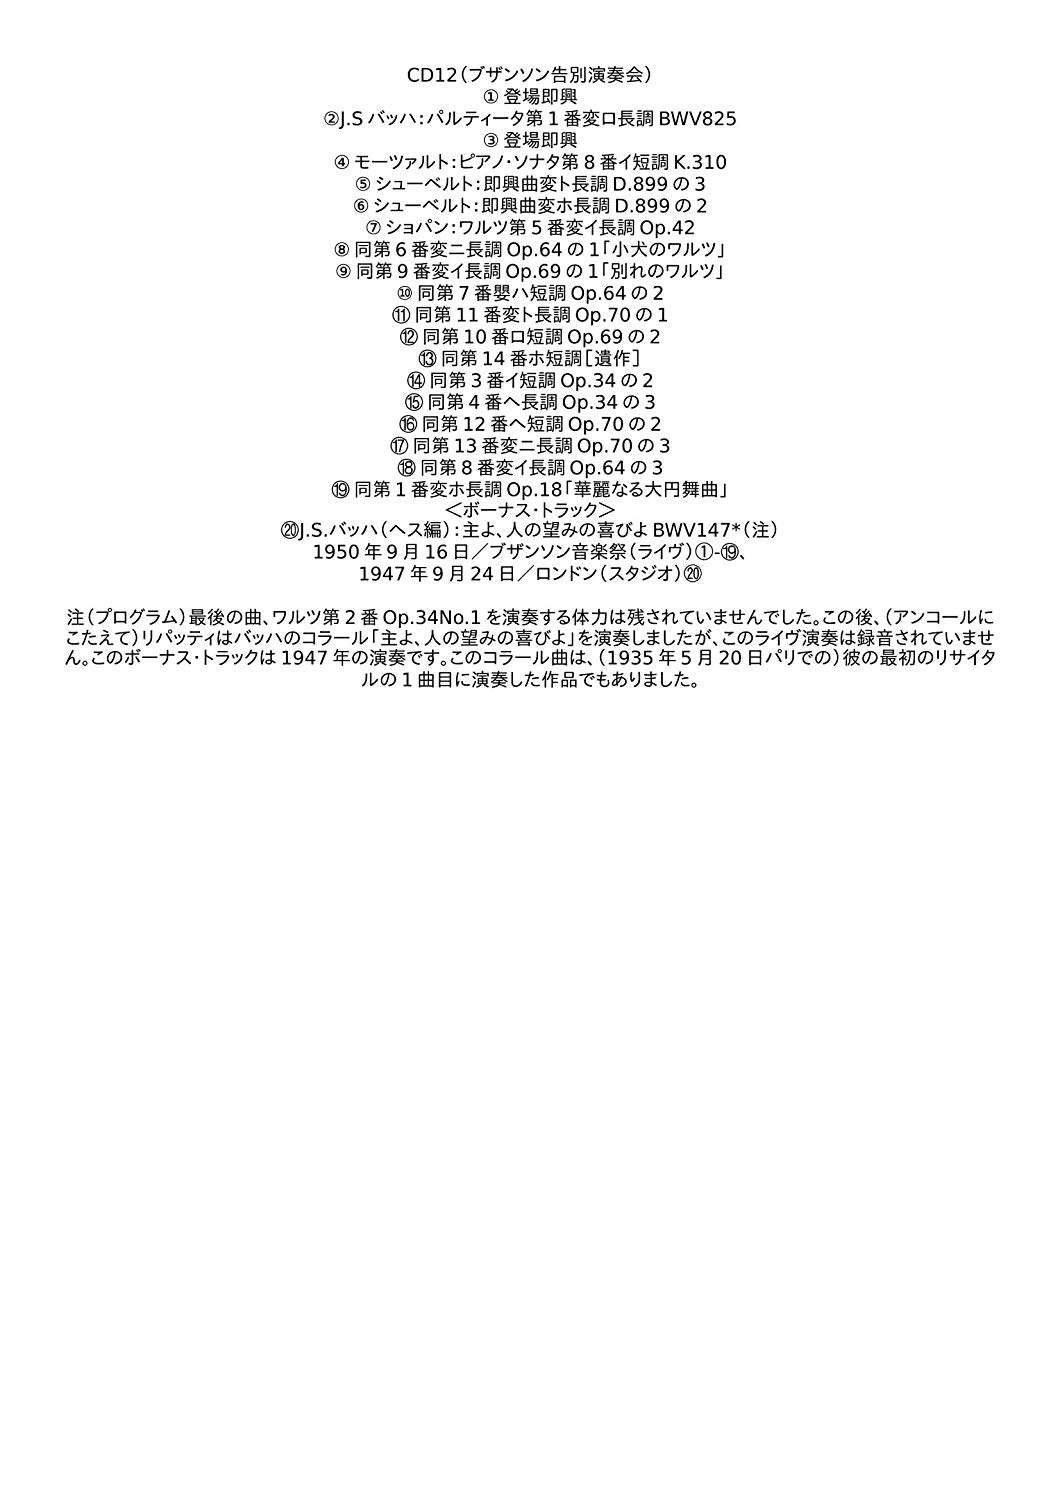 CD12（ブザンソン告別演奏会）
① 登場即興
②J.S バッハ：パルティータ第 1 番変ロ長調 BWV825
③ 登場即興
④ モーツァルト：ピアノ・ソナタ第 8 番イ短調 K.310
⑤ シューベルト：即興曲変ト長調 D.899 の 3
⑥ シューベルト：即興曲変ホ長調 D.899 の 2
⑦ ショパン：ワルツ第 5 番変イ長調 Op.42
⑧ 同第 6 番変ニ長調 Op.64 の 1「小犬のワルツ」
⑨ 同第 9 番変イ長調 Op.69 の 1「別れのワルツ」
⑩ 同第 7 番嬰ハ短調 Op.64 の 2
⑪ 同第 11 番変ト長調 Op.70 の 1
⑫ 同第 10 番ロ短調 Op.69 の 2
⑬ 同第 14 番ホ短調［遺作］
⑭ 同第 3 番イ短調 Op.34 の 2
⑮ 同第 4 番ヘ長調 Op.34 の 3
⑯ 同第 12 番ヘ短調 Op.70 の 2
⑰ 同第 13 番変ニ長調 Op.70 の 3
⑱ 同第 8 番変イ長調 Op.64 の 3
⑲ 同第 1 番変ホ長調 Op.18「華麗なる大円舞曲」
＜ボーナス・トラック＞
⑳J.S.バッハ（ヘス編）：主よ、人の望みの喜びよ BWV147*（注）
1950 年 9 月 16 日／ブザンソン音楽祭（ライヴ）①-⑲、
1947 年 9 月 24 日／ロンドン（スタジオ）⑳
注（プログラム）最後の曲、ワルツ第 2 番 Op.34No.1 を演奏する体力は残されていませんでした。この後、（アンコールに
こたえて）リパッティはバッハのコラール「主よ、人の望みの喜びよ」を演奏しましたが、このライヴ演奏は録音されていませ
ん。このボーナス・トラックは 1947 年の演奏です。このコラール曲は、（1935 年 5 月 20 日パリでの）彼の最初のリサイタ
ルの 1 曲目に演奏した作品でもありました。